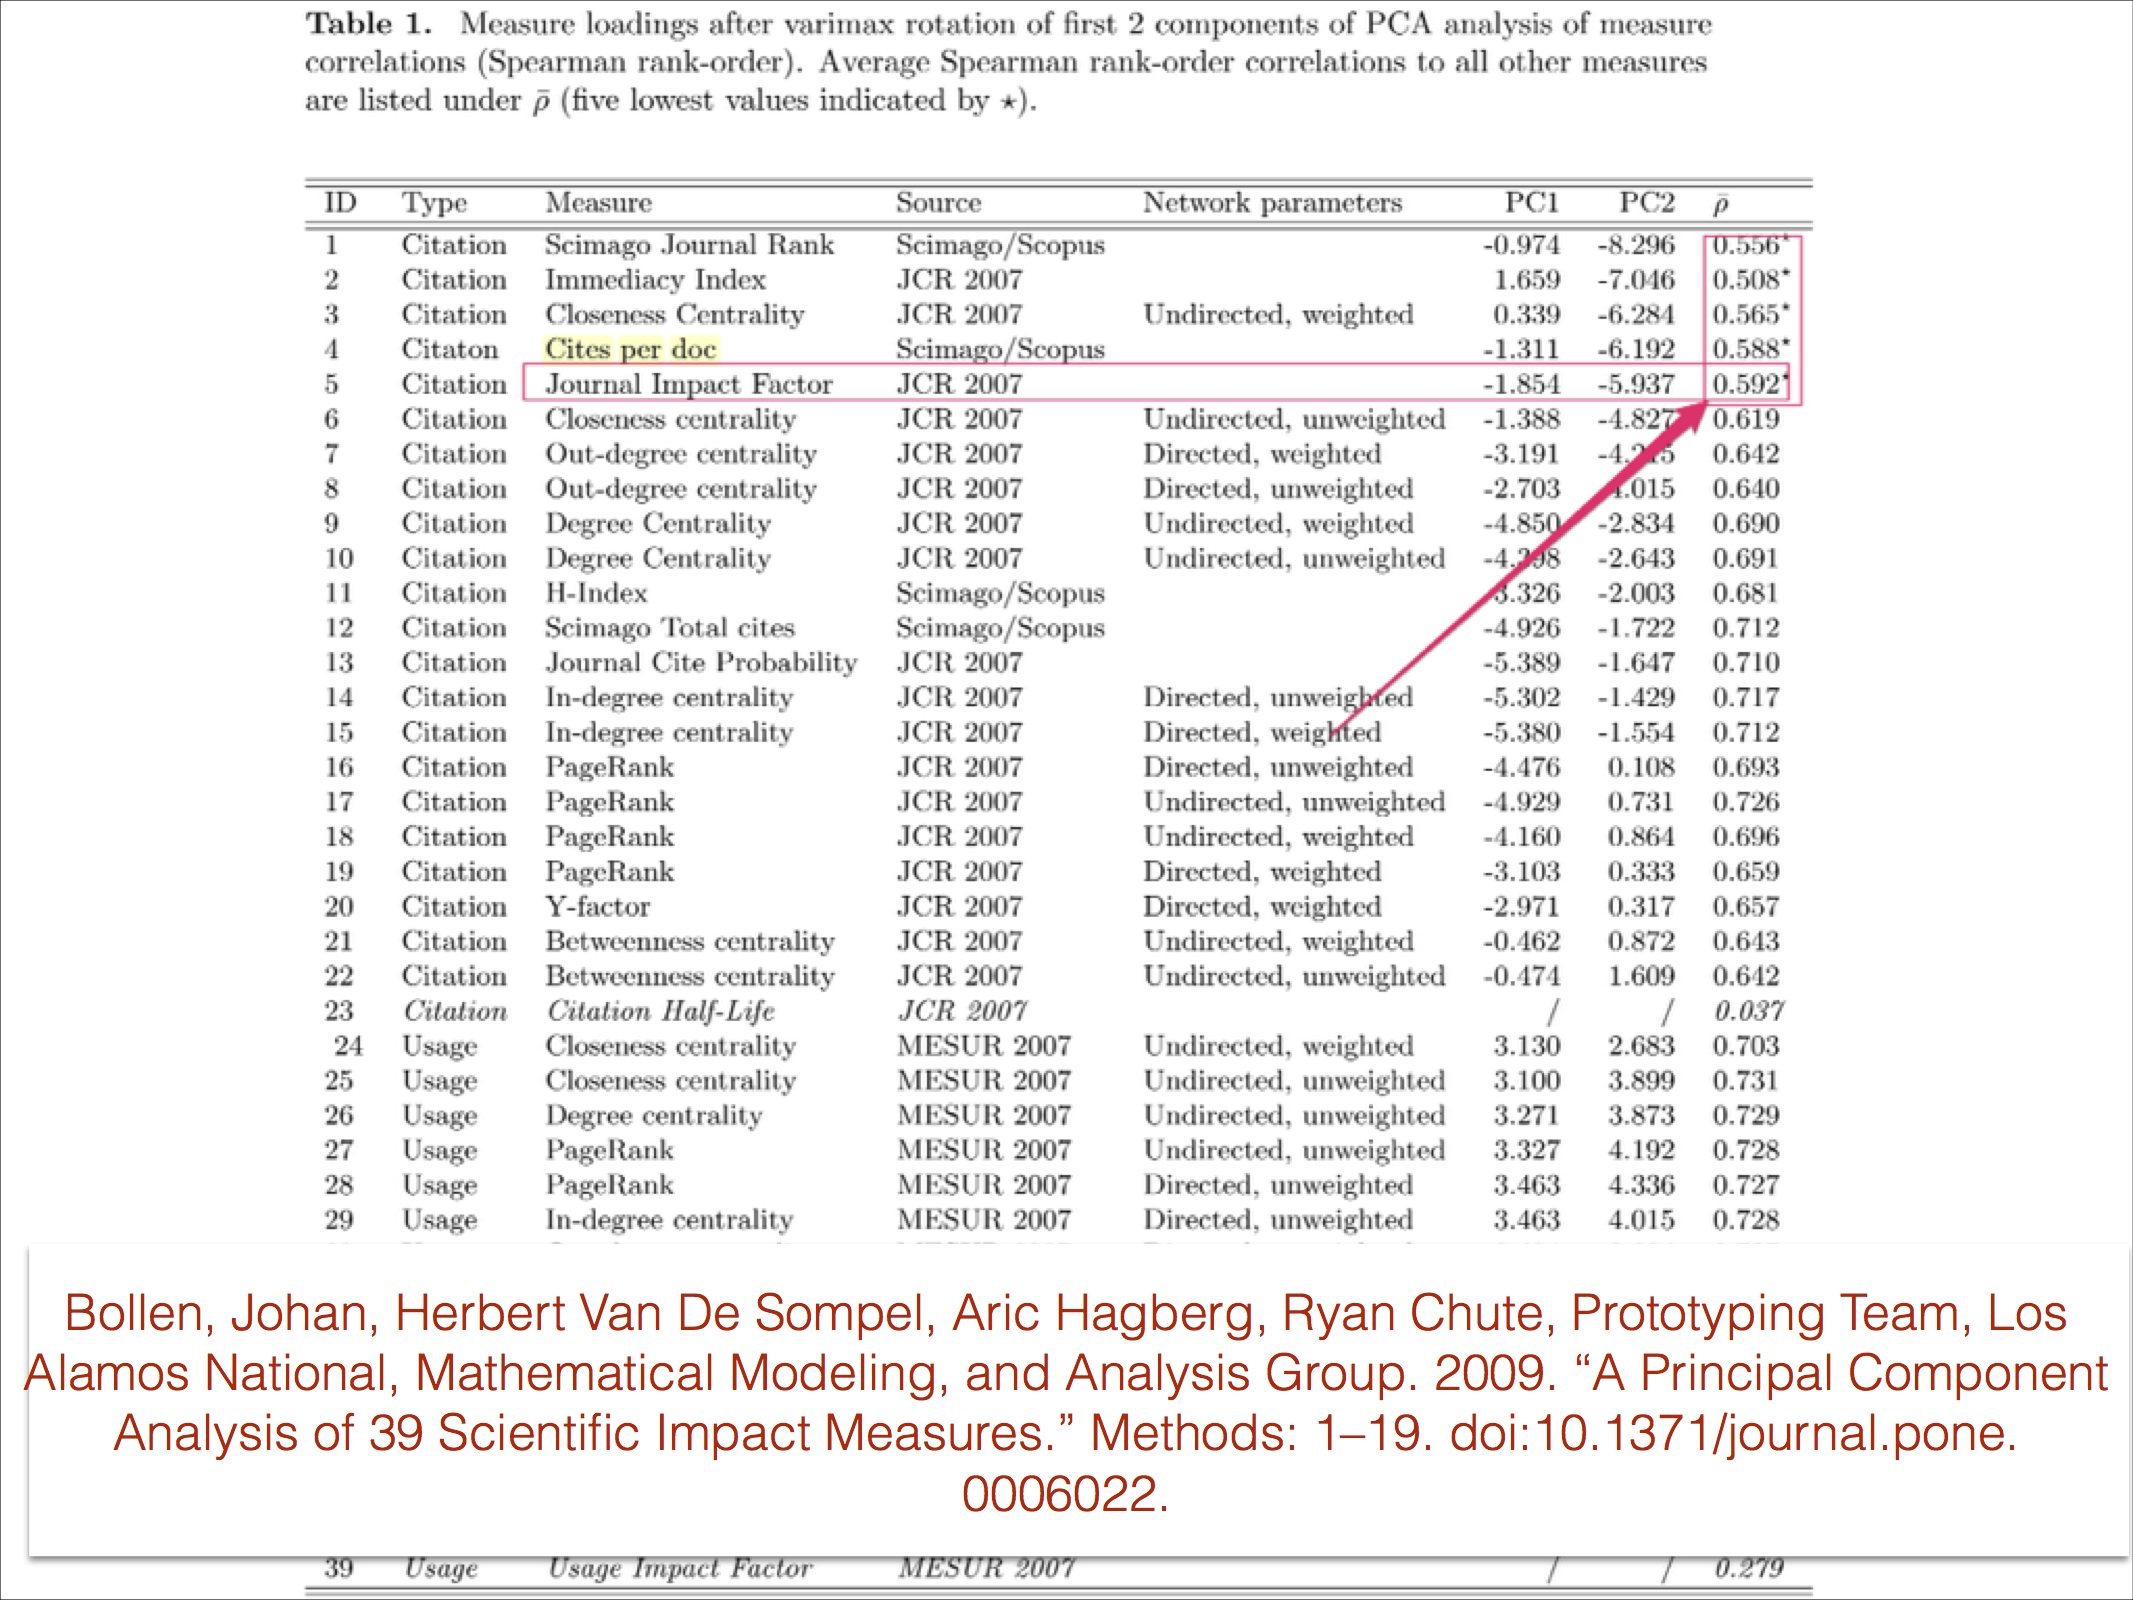 Table 1. Measure loadings after varimax rotation of first 2 components of PCA analysis of measure
correlations (Spearman rank-order). Average Spearman rank-order correlations to all other measures
are listed under ρ̄ (five lowest values indicated by ⋆).
ID Type Measure Source Network parameters PC1 PC2 ρ̄
1 Citation Scimago Journal Rank Scimago/Scopus -0.974 -8.296 0.556⋆
2 Citation Immediacy Index JCR 2007 1.659 -7.046 0.508⋆
3 Citation Closeness Centrality JCR 2007 Undirected, weighted 0.339 -6.284 0.565⋆
4 Citaton Cites per doc Scimago/Scopus -1.311 -6.192 0.588⋆
5 Citation Journal Impact Factor JCR 2007 -1.854 -5.937 0.592⋆
6 Citation Closeness centrality JCR 2007 Undirected, unweighted -1.388 -4.827 0.619
7 Citation Out-degree centrality JCR 2007 Directed, weighted -3.191 0.642
8 Citation Out-degree centrality JCR 2007 Directed, unweighted -2.703 0.640
9 Citation Degree Centrality JCR 2007 Undirected, weighted -4.850 -2.834 0.690
10 Citation Degree Centrality JCR 2007 Undirected, unweighted -2.643 0.691
11 Citation H-Index Scimago/Scopus -2.003 0.681
12 Citation Scimago Total cites Scimago/Scopus -4.926 -1.722 0.712
13 Citation Journal Cite Probability JCR 2007 -5.389 -1.647 0.710
14 Citation In-degree centrality JCR 2007 Directed, unweighted -5.302 -1.429 0.717
15 Citation In-degree centrality JCR 2007 Directed, weighted -5.380 -1.554 0.712
16 Citation PageRank JCR 2007 Directed, unweighted -4.476 0.108 0.693
17 Citation PageRank JCR 2007 Undirected, unweighted -4.929 0.731 0.726
18 Citation PageRank JCR 2007 Undirected, weighted -4.160 0.864 0.696
19 Citation PageRank JCR 2007 Directed, weighted -3.103 0.333 0.659
20 Citation Y-factor JCR 2007 Directed, weighted -2.971 0.317 0.657
21 Citation Betweenness centrality JCR 2007 Undirected, weighted -0.462 0.872 0.643
22 Citation Betweenness centrality JCR 2007 Undirected, unweighted -0.474 1.609 0.642
23 Citation Citation Half-Life JCR 2007 / / 0.037
24 Usage Closeness centrality MESUR 2007 Undirected, weighted 3.130 2.683 0.703
25 Usage Closeness centrality MESUR 2007 Undirected, unweighted 3.100 3.899 0.731
26 Usage Degree centrality MESUR 2007 Undirected, unweighted 3.271 3.873 0.729
27 Usage PageRank MESUR 2007 Undirected, unweighted 3.327 4.192 0.728
28 Usage PageRank MESUR 2007 Directed, unweighted 3.463 4.336 0.727
29 Usage In-degree centrality MESUR 2007 Directed, unweighted 3.463 4.015 0.728
Bollen, Johan, Herbert Van De Sompel, Aric Hagberg, Ryan Chute, Prototyping Team, Los
Alamos National, Mathematical Modeling, and Analysis Group. 2009. “A Principal Component
Analysis of 39 Scientific Impact Measures.” Methods: 1–19. doi:10.1371/journal.pone.
0006022.
39 Usage Usage Impact Factor MESUR 2007 / / 0.279